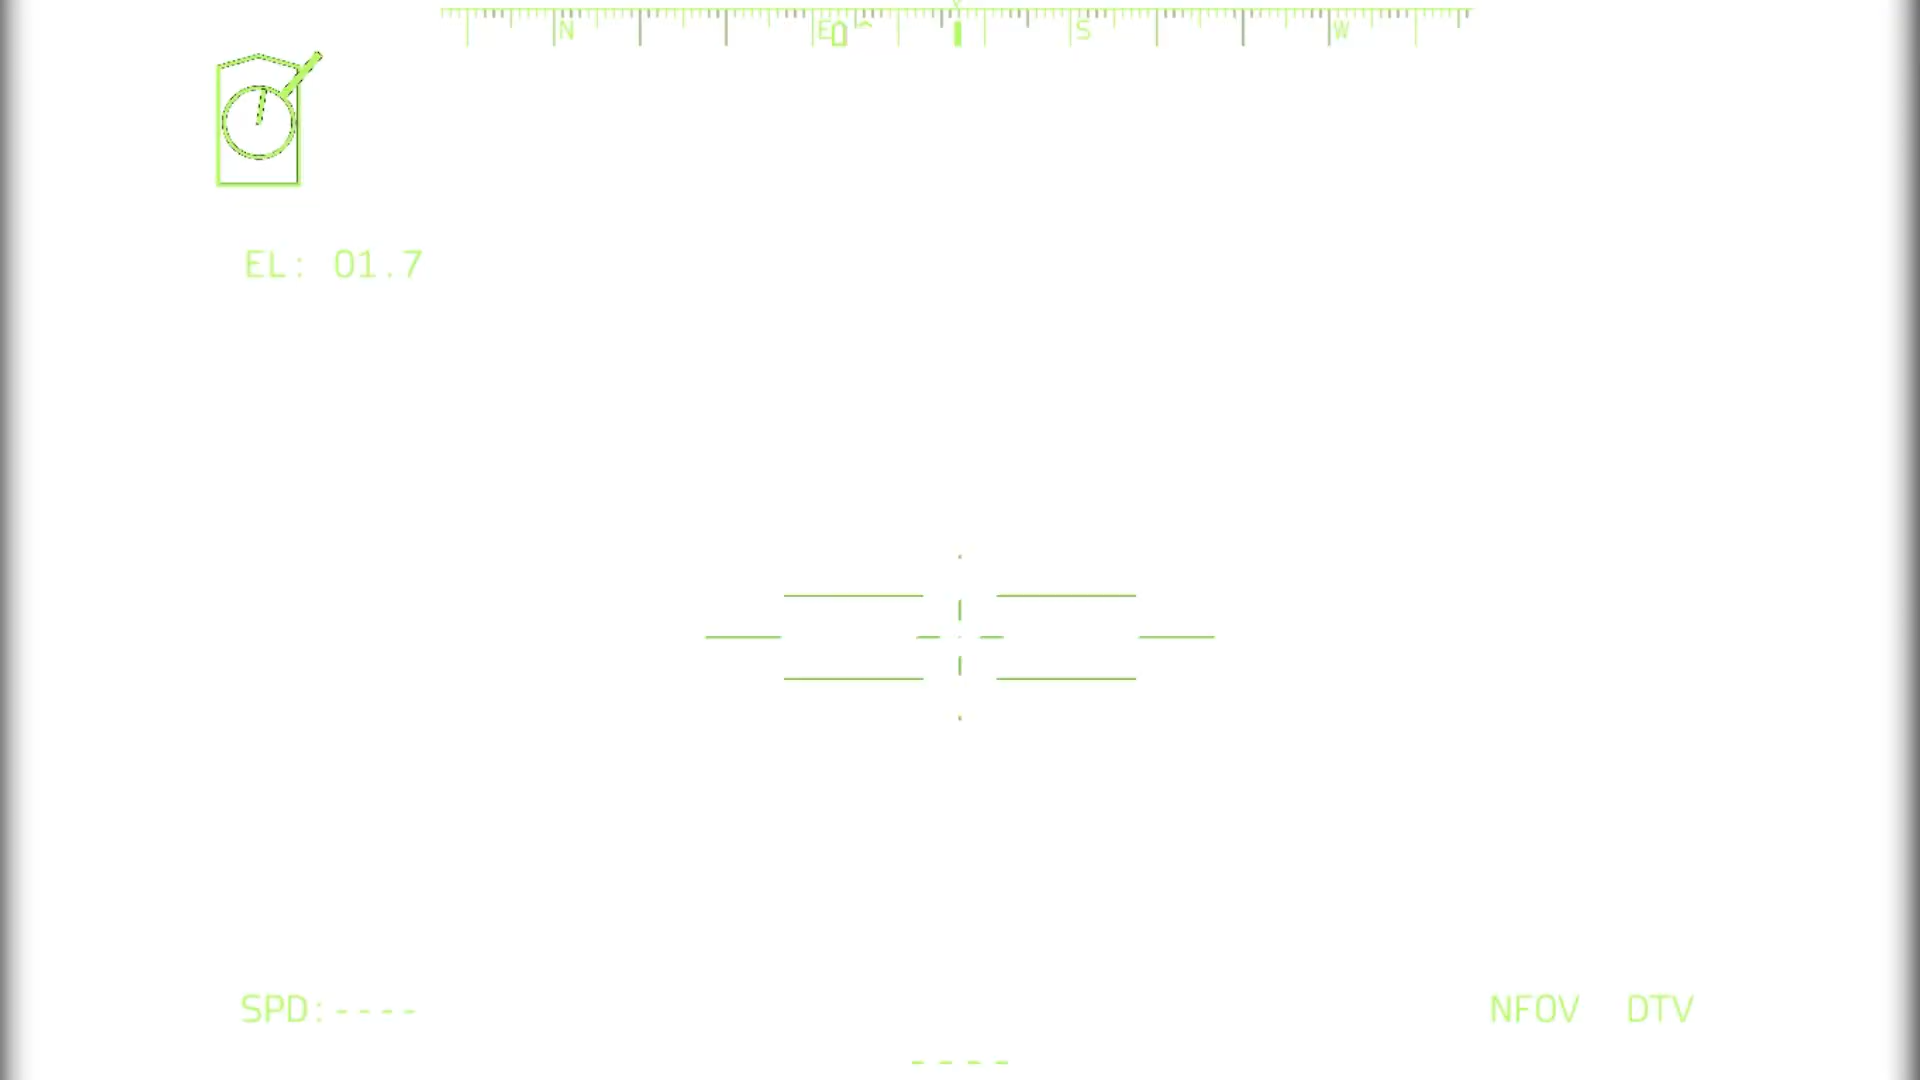 N E S W
EL: 01.7
SPD:----
NFOV DTV
----